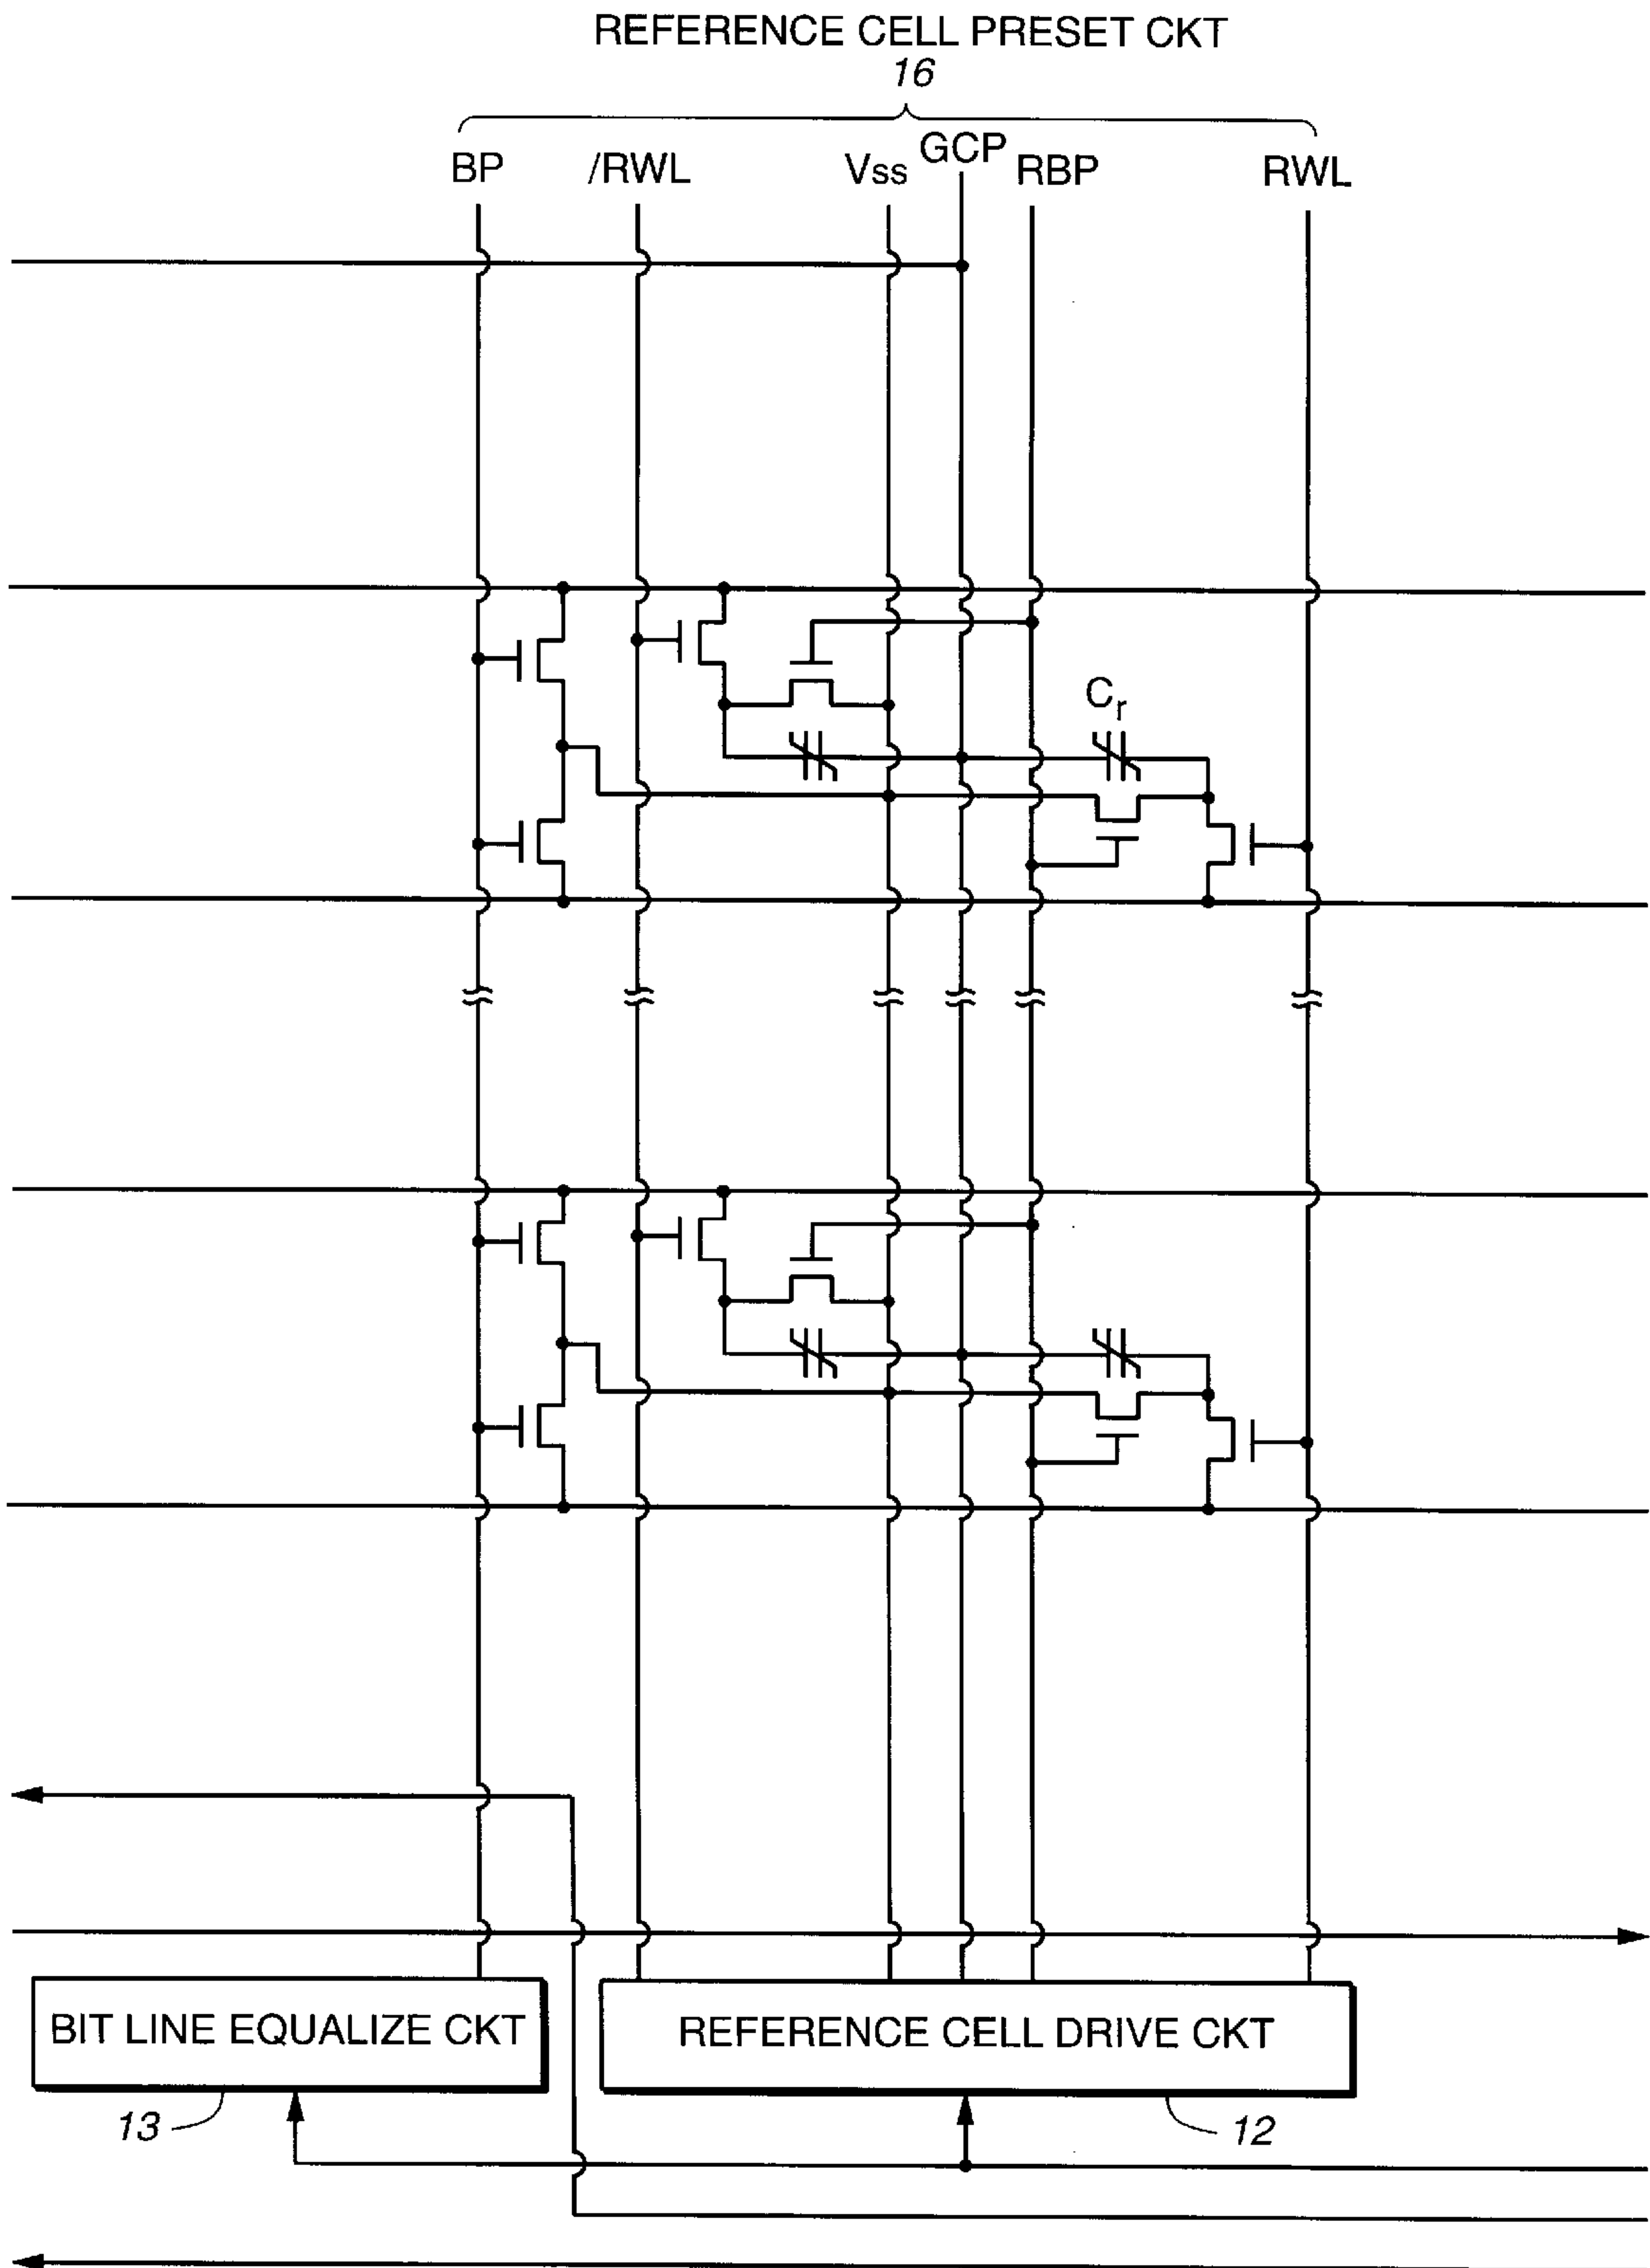 REFERENCE CELL PRESET CKT
16
BP /RWL Vss GCP RBP RWL
Cr
BIT LINE EQUALIZE CKT
REFERENCE CELL DRIVE CKT
13
12